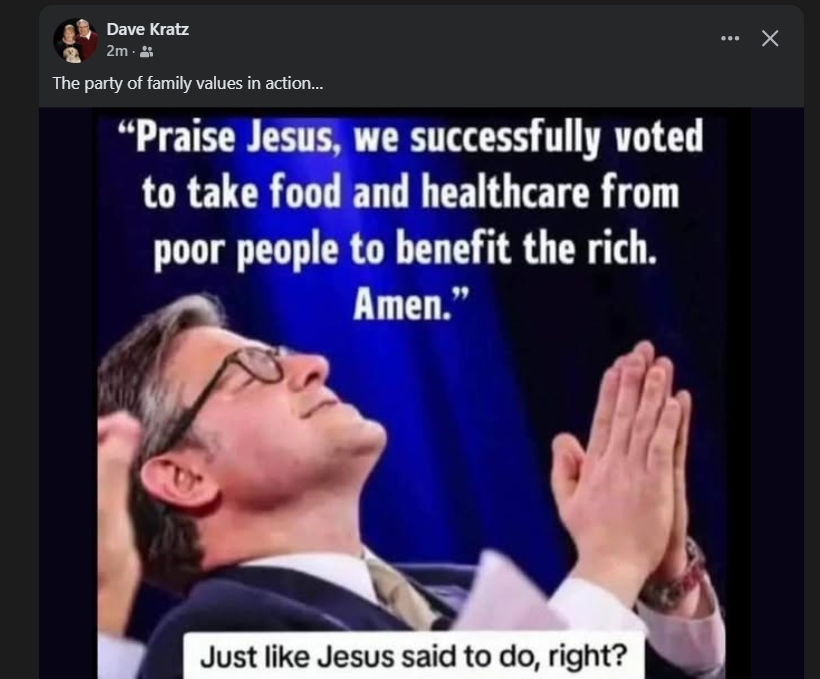 Dave Kratz
2m ·
The party of family values in action...
“Praise Jesus, we successfully voted
to take food and healthcare from
poor people to benefit the rich.
Amen.”
Just like Jesus said to do, right?